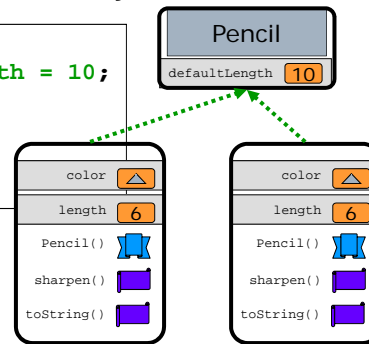 Pencil
th = 10;
defaultLength 10
color
length 6
Pencil()
sharpen()
toString()
color
length 6
Pencil()
sharpen()
toString()